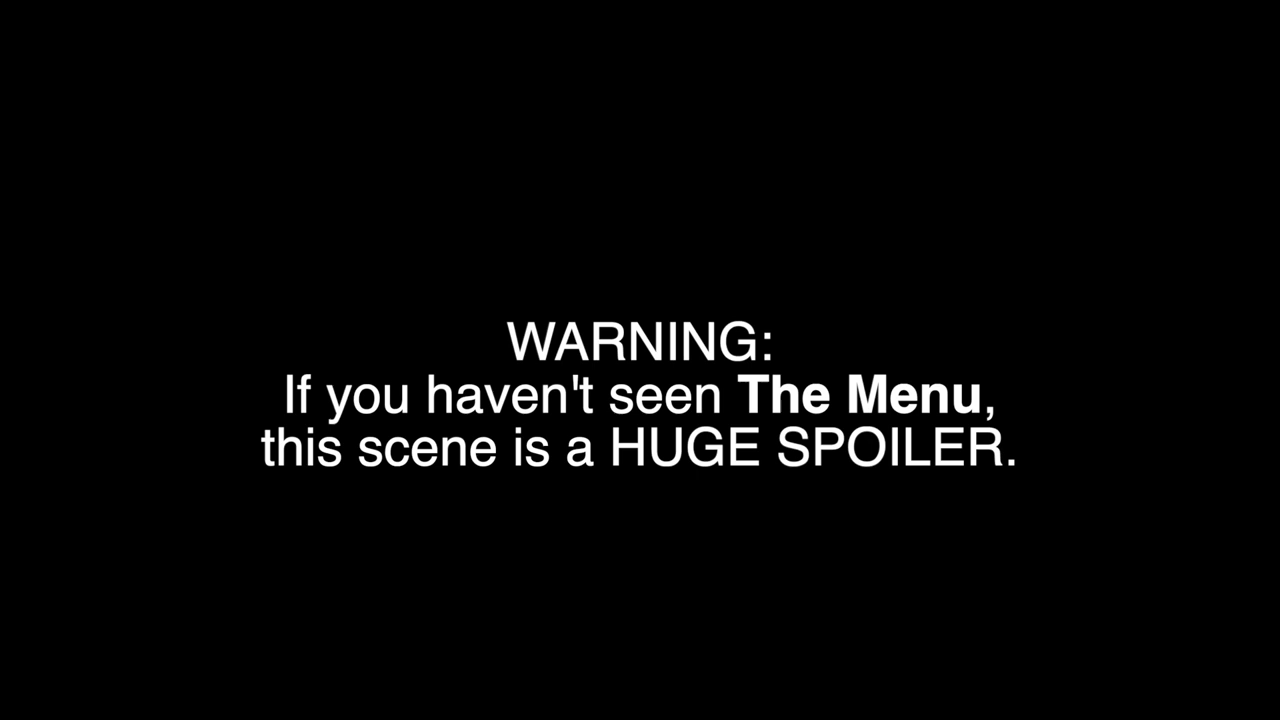 WARNING:
If you haven't seen The Menu,
this scene is a HUGE SPOILER.